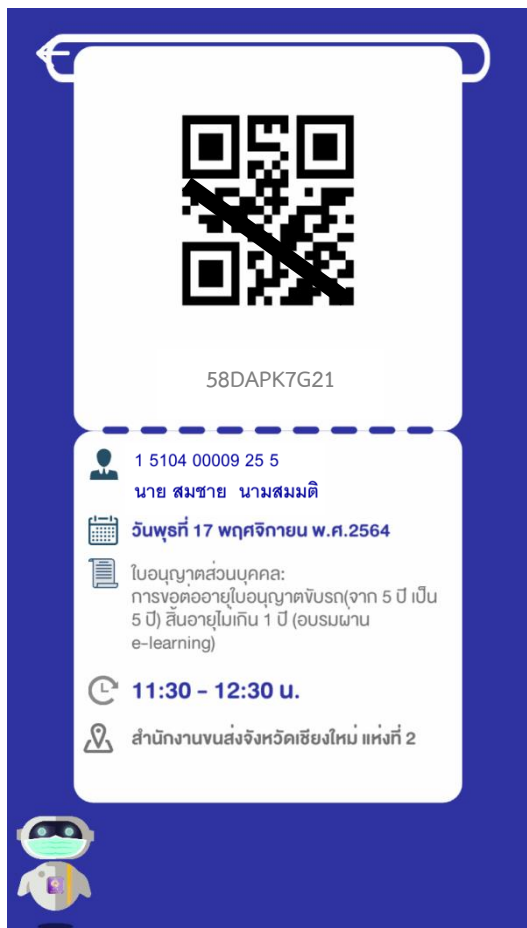 58DAPK7G21
1 5104 00009 25 5
นาย สมชาย นามสมมติ
วันพุธที่ 17 พฤศจิกายน พ.ศ.2564
ใบอนุญาตส่วนบุคคล:
การขอต่ออายุใบอนุญาตขับรถ(จาก 5 ปี เป็น
5 ปี) สิ้นอายุไม่เกิน 1 ปี (อบรมผ่าน
e-learning)
11:30 - 12:30 น.
สำนักงานขนส่งจังหวัดเชียงใหม่ แห่งที่ 2